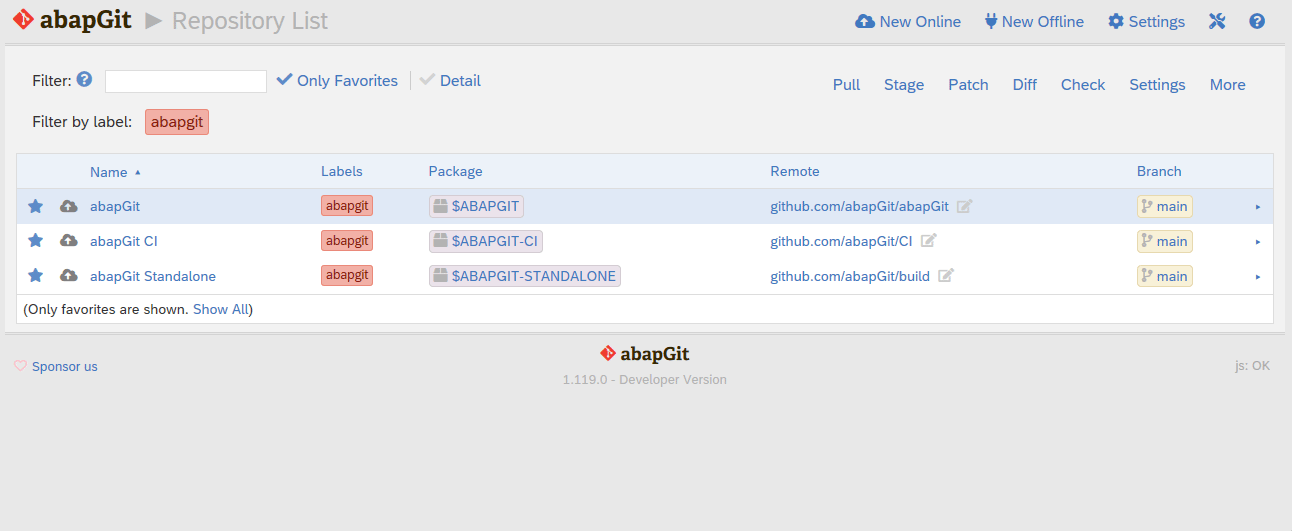 abapGit ▶ Repository List New Online New Offline Settings
Filter: Only Favorites Detail Pull Stage Patch Diff Check Settings More
Filter by label: abapgit
Name ▲ Labels Package Remote Branch
abapGit abapgit $ABAPGIT github.com/abapGit/abapGit main
abapGit CI abapgit $ABAPGIT-CI github.com/abapGit/CI main
abapGit Standalone abapgit $ABAPGIT-STANDALONE github.com/abapGit/build main
(Only favorites are shown. Show All)
abapGit
Sponsor us js: OK
1.119.0 - Developer Version